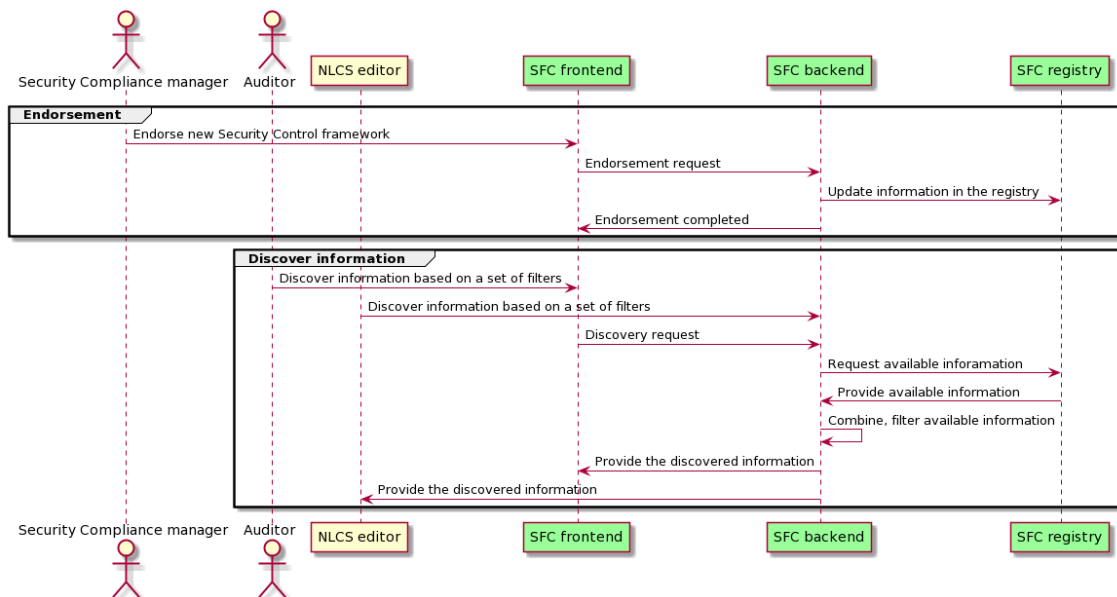 Security Compliance manager
Auditor
NLCS editor
SFC frontend
SFC backend
SFC registry
Endorsement
Endorse new Security Control framework
Endorsement request
Update information in the registry
Endorsement completed
Discover information
Discover information based on a set of filters
Discover information based on a set of filters
Discovery request
Request available inforamation
Provide available information
Combine, filter available information
Provide the discovered information
Provide the discovered information
Security Compliance manager
Auditor
NLCS editor
SFC frontend
SFC backend
SFC registry